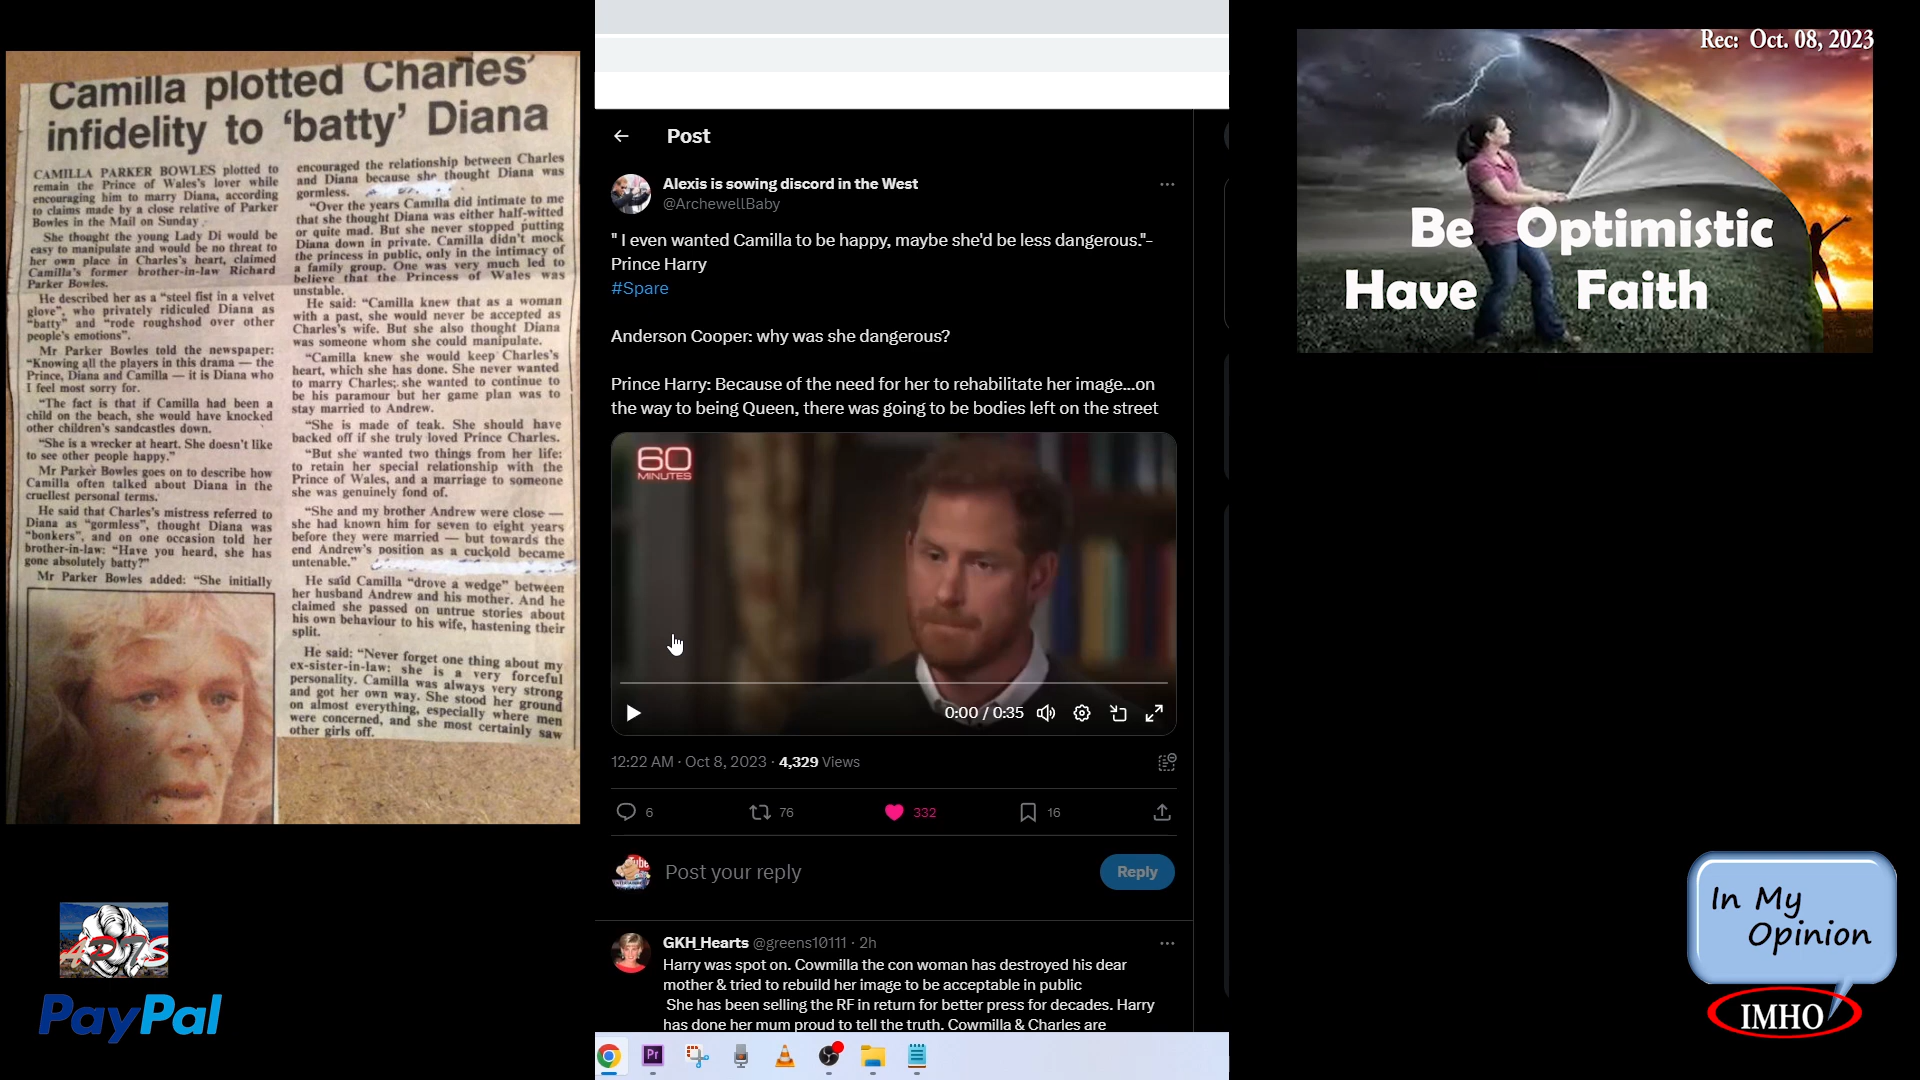 Camilla plotted Charles'
infidelity to 'batty' Diana
CAMILLA PARKER BOWLES plotted to
remain the Prince of Wales's lover while
encouraging him to marry Diana, according
to claims made by a close relative of Parker
Bowles in the Mail on Sunday.
She thought the young Lady Di would be
easy to manipulate and would be no threat to
her own place in Charles's heart, claimed
Camilla's former brother-in-law Richard
Parker Bowles.
He described her as a "steel fist in a velvet
glove", who privately ridiculed Diana as
"batty" and "rode roughshod over other
people's emotions".
Mr Parker Bowles told the newspaper:
"Knowing all the players in this drama — the
Prince, Diana and Camilla — it is Diana who
I feel most sorry for.
"The fact is that if Camilla had been a
child on the beach, she would have knocked
other children's sandcastles down.
"She is a wrecker at heart. She doesn't like
to see other people happy."
Mr Parker Bowles goes on to describe how
Camilla often talked about Diana in the
cruellest personal terms.
He said that Charles's mistress referred to
Diana as "gormless", thought Diana was
"bonkers", and on one occasion told her
brother-in-law: "Have you heard, she has
gone absolutely batty?"
Mr Parker Bowles added: "She initially
encouraged the relationship between Charles
and Diana because she thought Diana was
gormless.
"Over the years Camilla did intimate to me
that she thought Diana was either half-witted
or quite mad. But she never stopped putting
Diana down in private. Camilla didn't mock
the princess in public, only in the intimacy of
a family group. One was very much led to
believe that the Princess of Wales was
unstable.
He said: "Camilla knew that as a woman
with a past, she would never be accepted as
Charles's wife. But she also thought Diana
was someone whom she could manipulate.
"Camilla knew she would keep Charles's
heart, which she has done. She never wanted
to marry Charles; she wanted to continue to
be his paramour but her game plan was to
stay married to Andrew.
"She is made of teak. She should have
backed off if she truly loved Prince Charles.
"But she wanted two things from her life:
to retain her special relationship with the
Prince of Wales, and a marriage to someone
she was genuinely fond of.
"She and my brother Andrew were close —
she had known him for seven to eight years
before they were married — but towards the
end Andrew's position as a cuckold became
untenable."
He said Camilla "drove a wedge" between
her husband Andrew and his mother. And he
claimed she passed on untrue stories about
his own behaviour to his wife, hastening their
split.
He said: "Never forget one thing about my
ex-sister-in-law: she is a very forceful
personality. Camilla was always very strong
and got her own way. She stood her ground
on almost everything, especially where men
were concerned, and she most certainly saw
other girls off.
Post
Alexis is sowing discord in the West
@ArchewellBaby
" I even wanted Camilla to be happy, maybe she'd be less dangerous."-
Prince Harry
#Spare
Anderson Cooper: why was she dangerous?
Prince Harry: Because of the need for her to rehabilitate her image...on
the way to being Queen, there was going to be bodies left on the street
60
MINUTES
0:00 / 0:35
12:22 AM · Oct 8, 2023 · 4,329 Views
6 76 332 16
Post your reply
Reply
GKH_Hearts @greens10111 · 2h
Harry was spot on. Cowmilla the con woman has destroyed his dear
mother & tried to rebuild her image to be acceptable in public
She has been selling the RF in return for better press for decades. Harry
has done her mum proud to tell the truth. Cowmilla & Charles are
Pr
Rec: Oct. 08, 2023
Be Optimistic
Have Faith
In My
Opinion
IMHO
PayPal